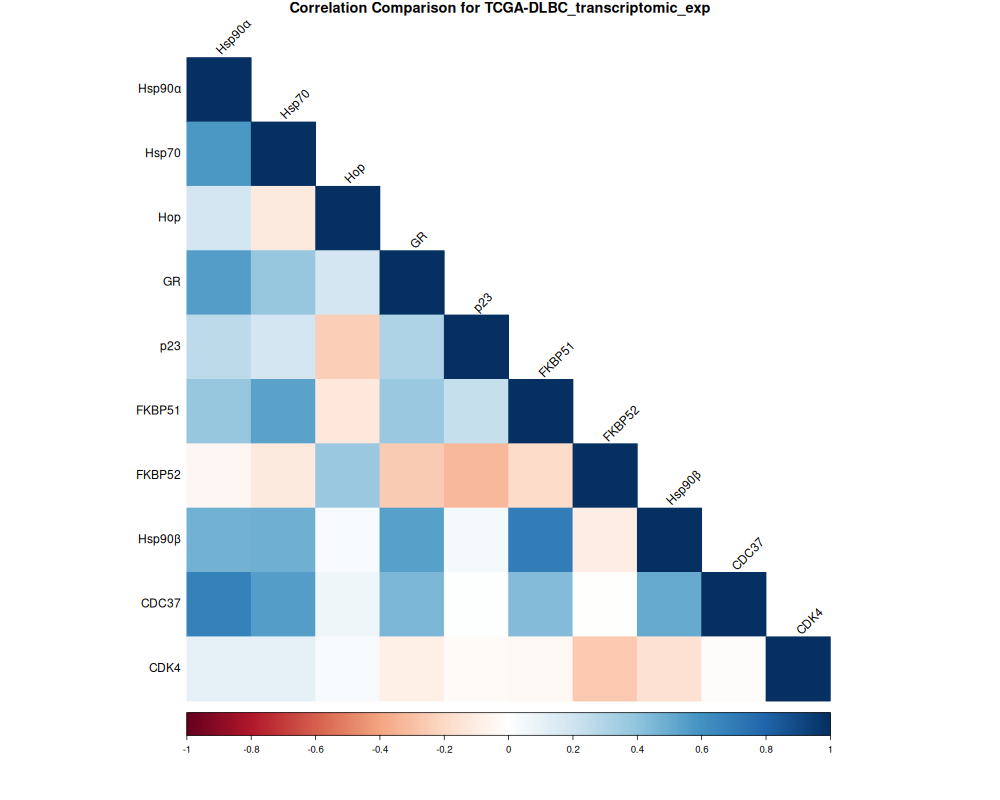 Correlation Comparison for TCGA-DLBC_transcriptomic_exp
Hsp90α
Hsp90α
Hsp70
Hsp70
Hop
Hop
GR
GR
p23
p23
FKBP51
FKBP51
FKBP52
FKBP52
Hsp90β
Hsp90β
CDC37
CDC37
CDK4
CDK4
-1 -0.8 -0.6 -0.4 -0.2 0 0.2 0.4 0.6 0.8 1